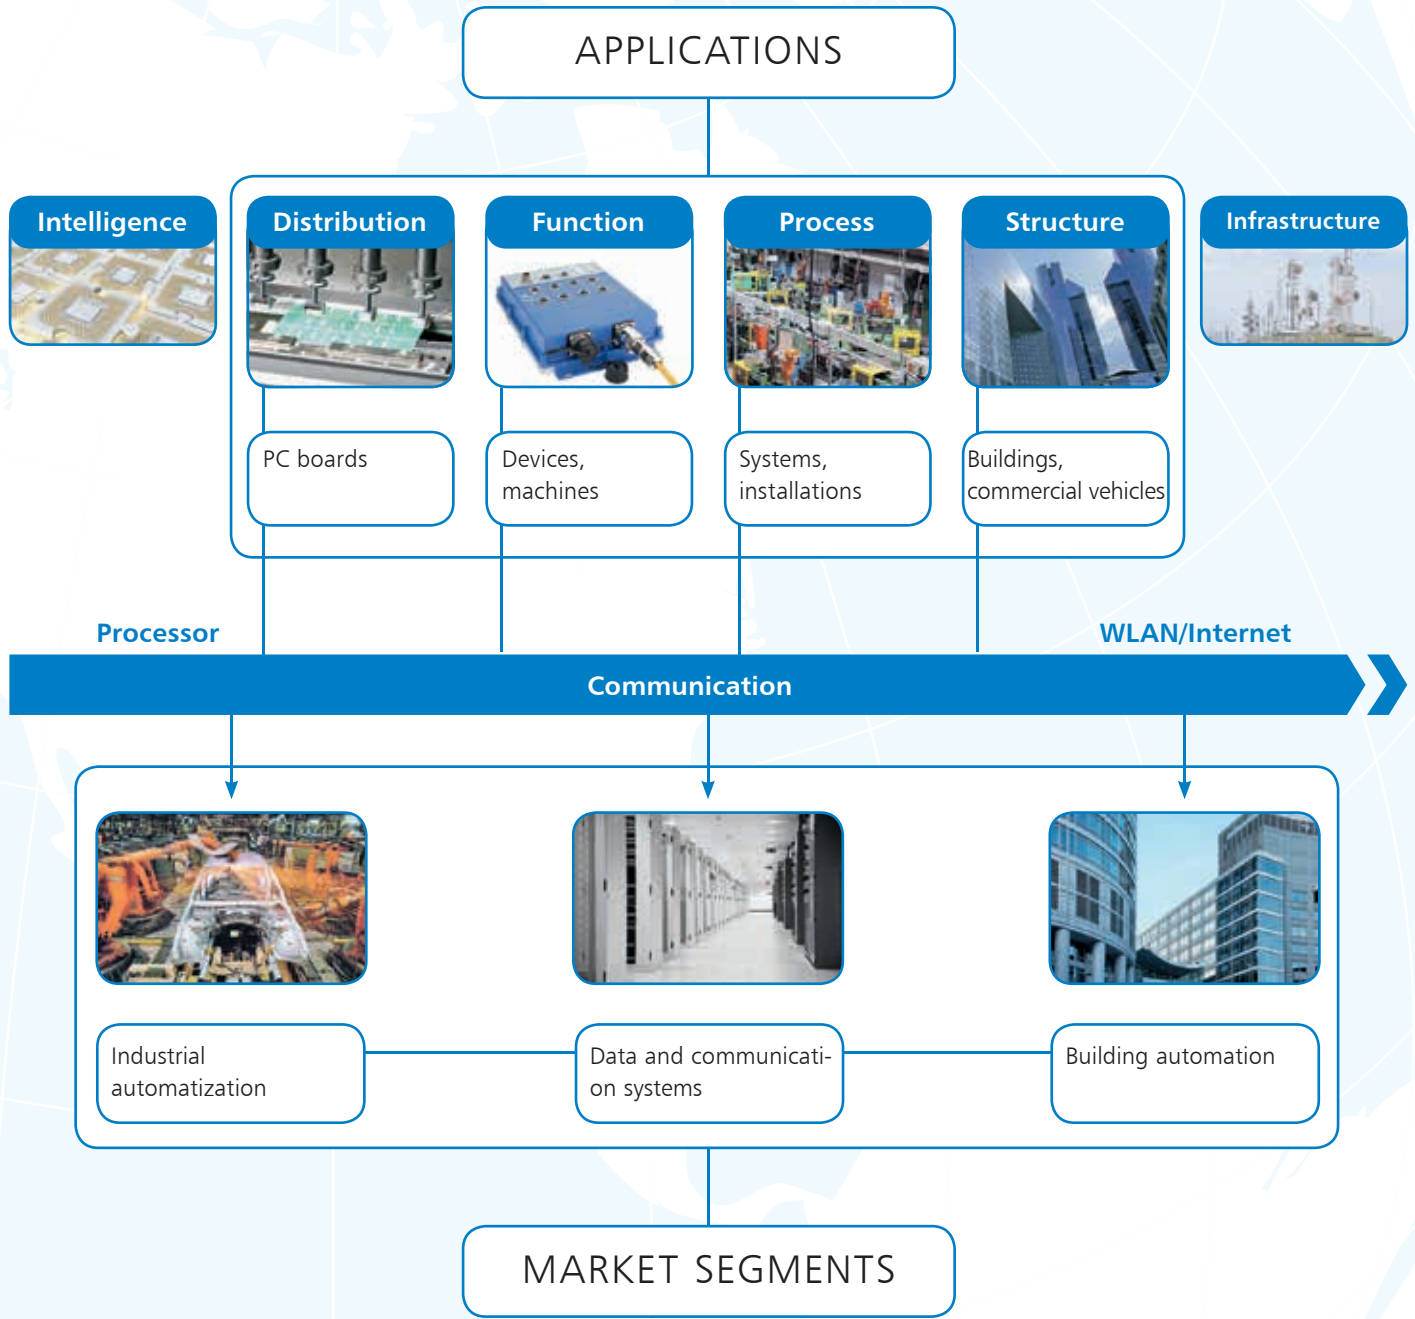 APPLICATIONS
Intelligence
Distribution
Function
Process
Structure
Infrastructure
PC boards
Devices,
machines
Systems,
installations
Buildings,
commercial vehicles
Processor
WLAN/Internet
Communication
Industrial
automatization
Data and communicati-
on systems
Building automation
MARKET SEGMENTS